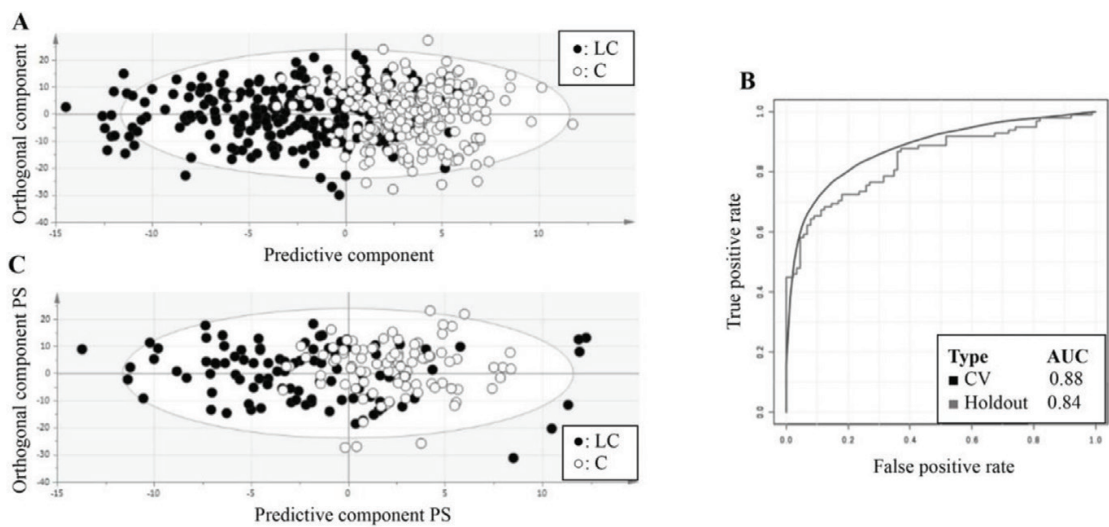 A
Orthogonal component
20
10
0
-10
-20
-30
-40
-15
-10
-5
0
5
10
Predictive component
●: LC
○: C
B
True positive rate
1.0
0.8
0.6
0.4
0.2
0.0
0.0
0.2
0.4
0.6
0.8
1.0
False positive rate
Type AUC
■ CV 0.88
■ Holdout 0.84
C
Orthogonal component PS
20
10
0
-10
-20
-30
-40
-15
-10
-5
0
5
10
Predictive component PS
●: LC
○: C